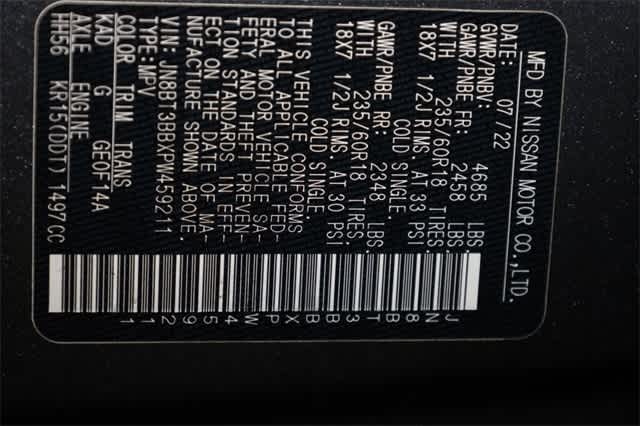 MFD BY NISSAN MOTOR CO.,LTD.
DATE: 07/22
GVWR/PNBV: 4685 LBS.
GAWR/PNBE FR: 2458 LBS.
WITH 235/60R18 TIRES,
18X7 1/2J RIMS. AT 33 PSI
COLD SINGLE.
GAWR/PNBE RR: 2348 LBS.
WITH 235/60R18 TIRES,
18X7 1/2J RIMS. AT 30 PSI
COLD SINGLE.
THIS VEHICLE CONFORMS
TO ALL APPLICABLE FED-
ERAL MOTOR VEHICLE SA-
FETY AND THEFT PREVEN-
TION STANDARDS IN EFF-
ECT ON THE DATE OF MA-
NUFACTURE SHOWN ABOVE.
VIN: JN8BT3BBXPW459211
TYPE: MPV
COLOR TRIM TRANS
KAD G GE0F14A
AXLE ENGINE
HH56 KR15(DDT) 1497CC
JN8BT3BBXPW459211